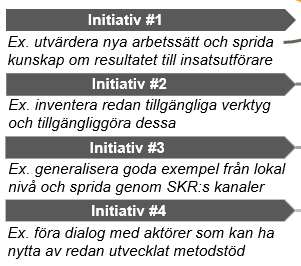 Initiativ #1
Ex. utvärdera nya arbetssätt och sprida
kunskap om resultatet till insatsutförare
Initiativ #2
Ex. inventera redan tillgängliga verktyg
och tillgängliggöra dessa
Initiativ #3
Ex. generalisera goda exempel från lokal
nivå och sprida genom SKR:s kanaler
Initiativ #4
Ex. föra dialog med aktörer som kan ha
nytta av redan utvecklat metodstöd